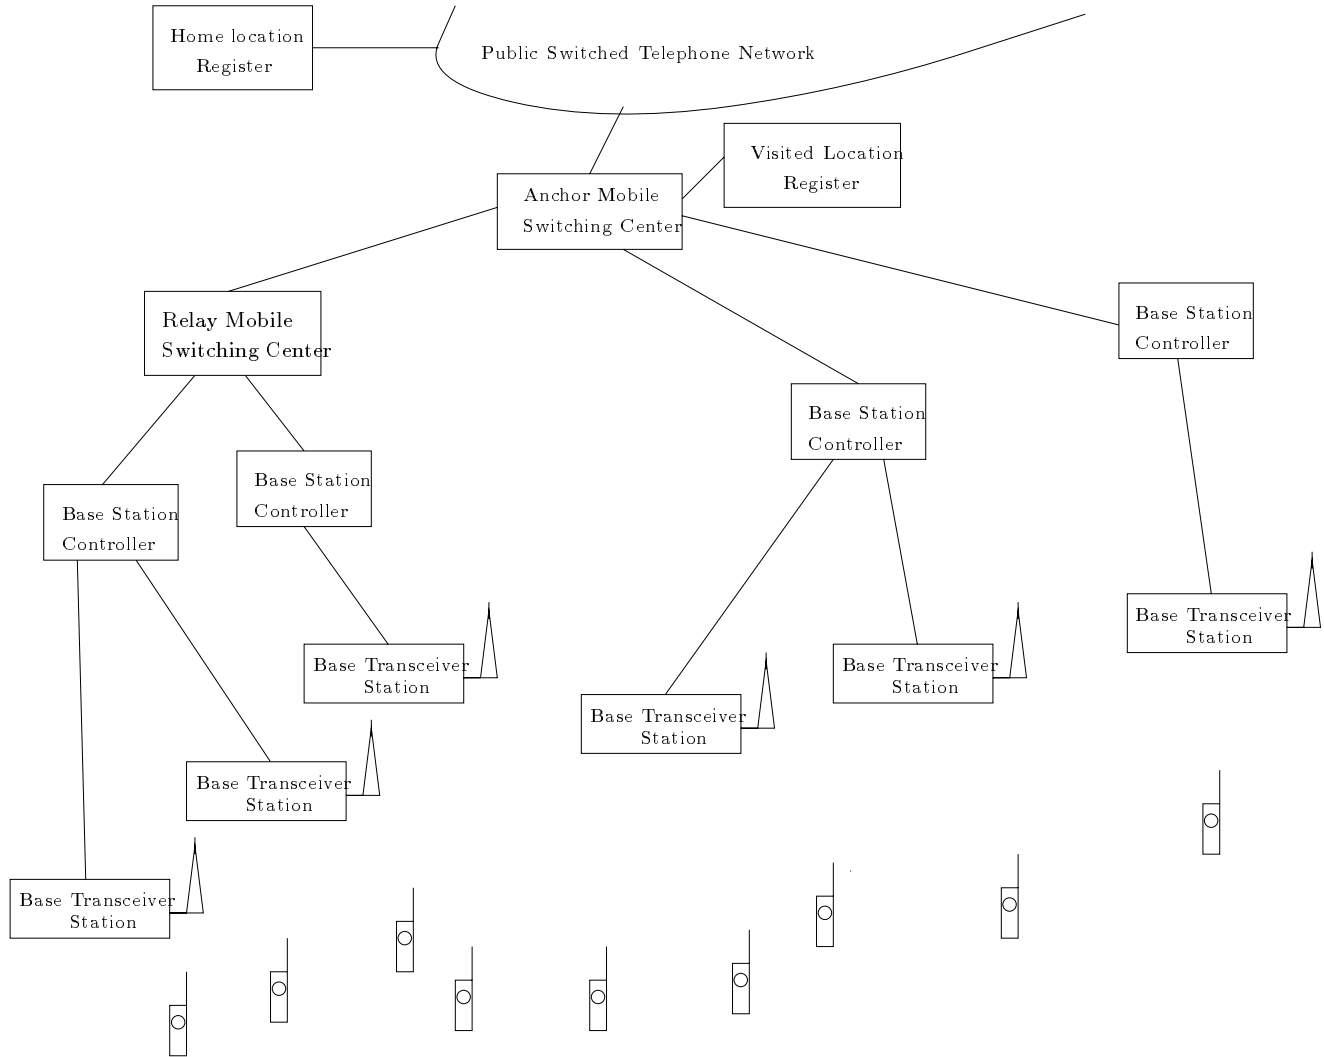 Home location
Register
Public Switched Telephone Network
Visited Location
Register
Anchor Mobile
Switching Center
Relay Mobile
Switching Center
Base Station
Controller
Base Station
Controller
Base Station
Controller
Base Station
Controller
Base Transceiver
Station
Base Transceiver
Station
Base Transceiver
Station
Base Transceiver
Station
Base Transceiver
Station
Base Transceiver
Station